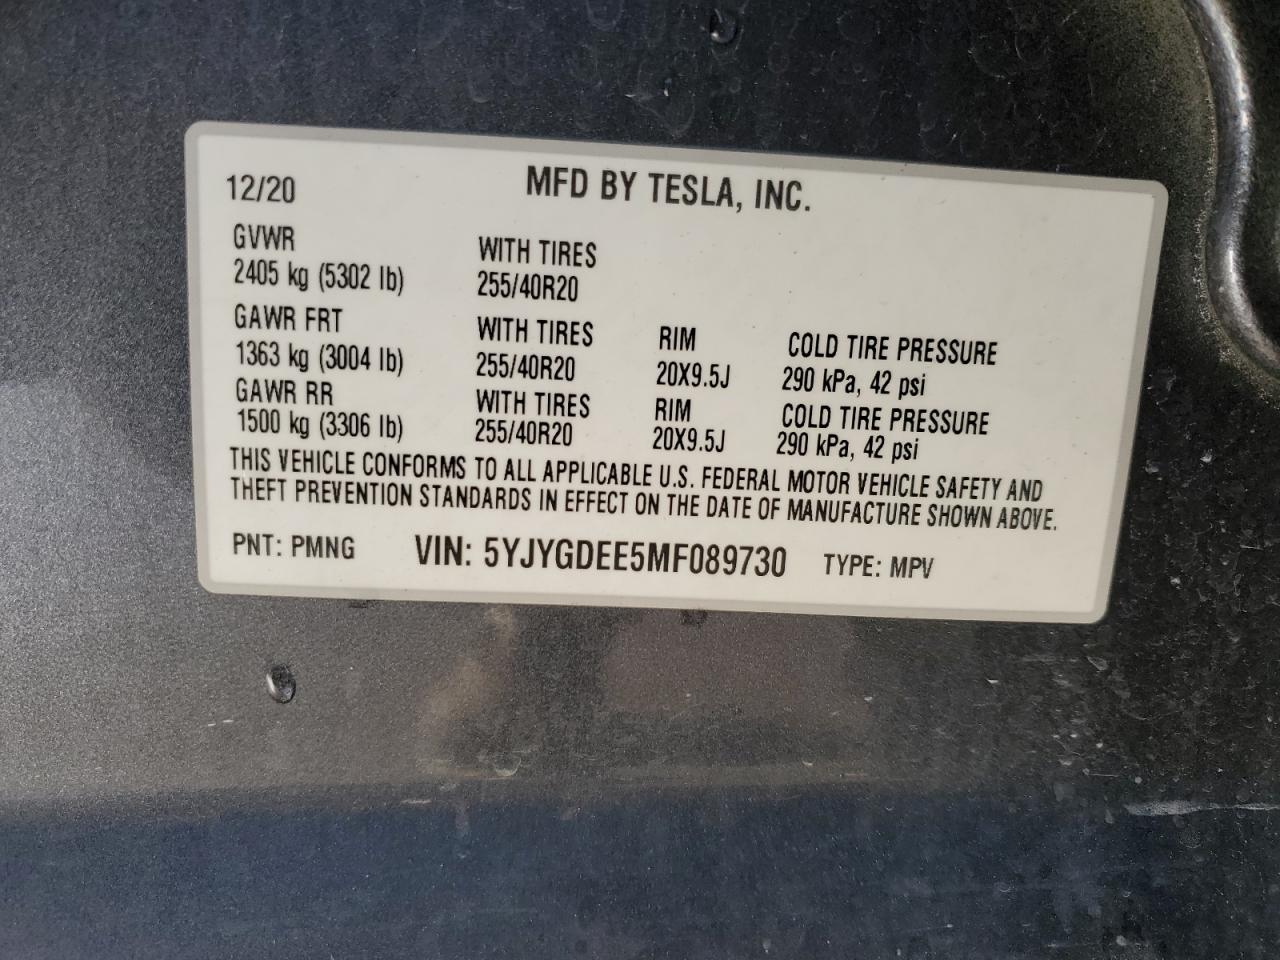 12/20 MFD BY TESLA, INC.
GVWR WITH TIRES
2405 kg (5302 lb) 255/40R20
GAWR FRT WITH TIRES RIM COLD TIRE PRESSURE
1363 kg (3004 lb) 255/40R20 20X9.5J 290 kPa, 42 psi
GAWR RR WITH TIRES RIM COLD TIRE PRESSURE
1500 kg (3306 lb) 255/40R20 20X9.5J 290 kPa, 42 psi
THIS VEHICLE CONFORMS TO ALL APPLICABLE U.S. FEDERAL MOTOR VEHICLE SAFETY AND
THEFT PREVENTION STANDARDS IN EFFECT ON THE DATE OF MANUFACTURE SHOWN ABOVE.
PNT: PMNG VIN: 5YJYGDEE5MF089730 TYPE: MPV